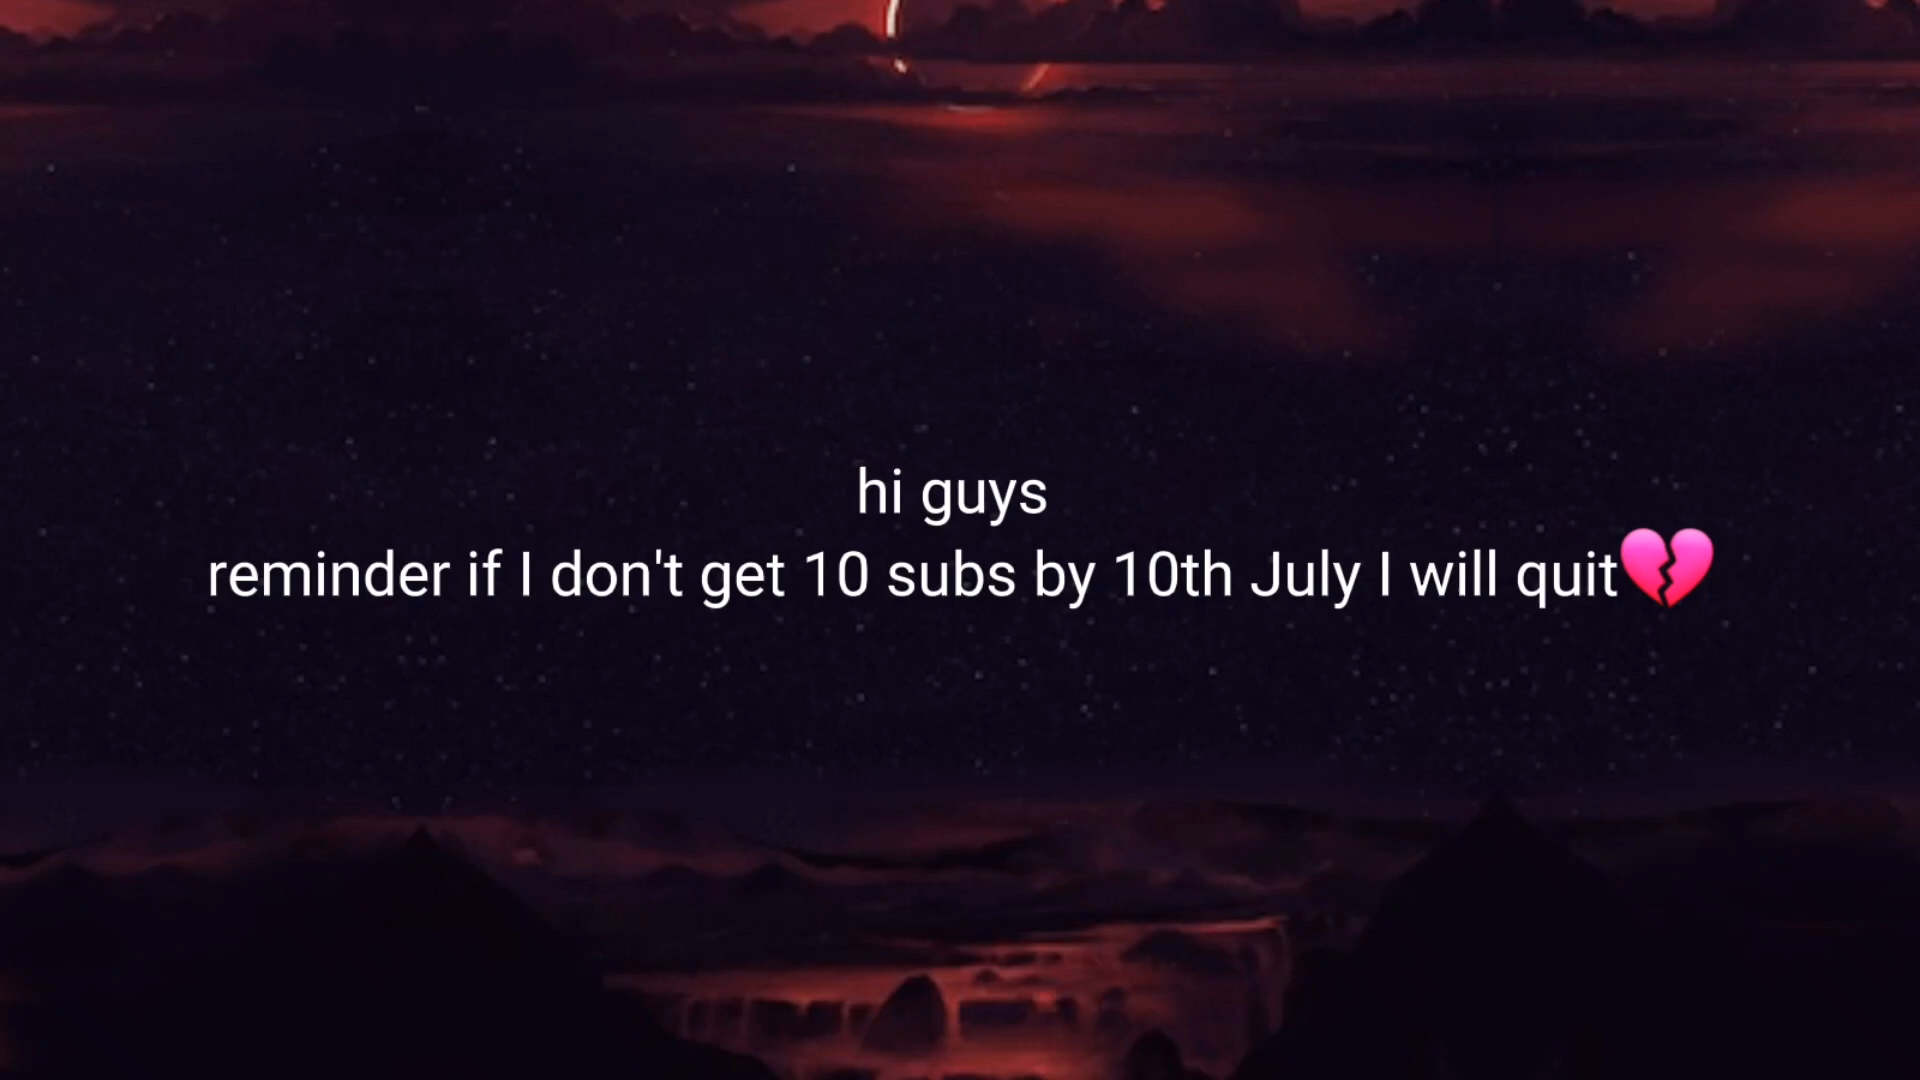 hi guys
reminder if I don't get 10 subs by 10th July I will quit💔